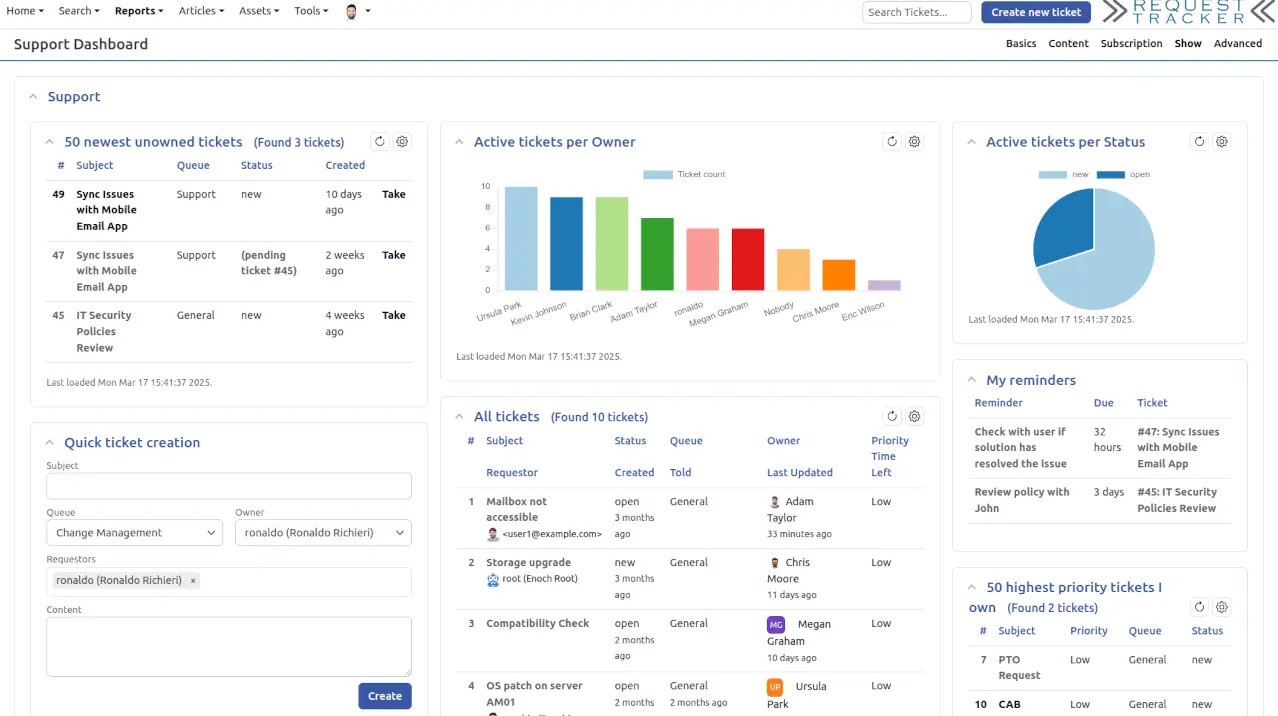 Home Search Reports Articles Assets Tools
Search Tickets...
Create new ticket
REQUEST
TRACKER
Support Dashboard
Basics Content Subscription Show Advanced
Support
50 newest unowned tickets (Found 3 tickets)
# Subject Queue Status Created
49 Sync Issues Support new 10 days Take
with Mobile ago
Email App
47 Sync Issues Support (pending 2 weeks Take
with Mobile ticket #45) ago
Email App
45 IT Security General new 4 weeks Take
Policies ago
Review
Last loaded Mon Mar 17 15:41:37 2025.
Quick ticket creation
Subject
Queue Owner
Change Management ronaldo (Ronaldo Richieri)
Requestors
ronaldo (Ronaldo Richieri) ×
Content
Create
Active tickets per Owner
Ticket count
10
8
6
4
2
0
Ursula Park Kevin Johnson Brian Clark Adam Taylor ronaldo Megan Graham Nobody Chris Moore Eric Wilson
Last loaded Mon Mar 17 15:41:37 2025.
All tickets (Found 10 tickets)
# Subject Status Queue Owner Priority
Time
Requestor Created Told Last Updated Left
1 Mailbox not open General Adam Low
accessible 3 months Taylor
<user1@example.com> ago 33 minutes ago
2 Storage upgrade new General Chris Low
root (Enoch Root) 3 months Moore
ago 11 days ago
3 Compatibility Check open General MG Megan Low
2 months Graham
ago 10 days ago
4 OS patch on server open General UP Ursula Low
AM01 2 months 2 months ago Park
Active tickets per Status
new open
Last loaded Mon Mar 17 15:41:37 2025.
My reminders
Reminder Due Ticket
Check with user if 32 #47: Sync Issues
solution has hours with Mobile
resolved the issue Email App
Review policy with 3 days #45: IT Security
John Policies Review
50 highest priority tickets I
own (Found 2 tickets)
# Subject Priority Queue Status
7 PTO Low General new
Request
10 CAB Low General new